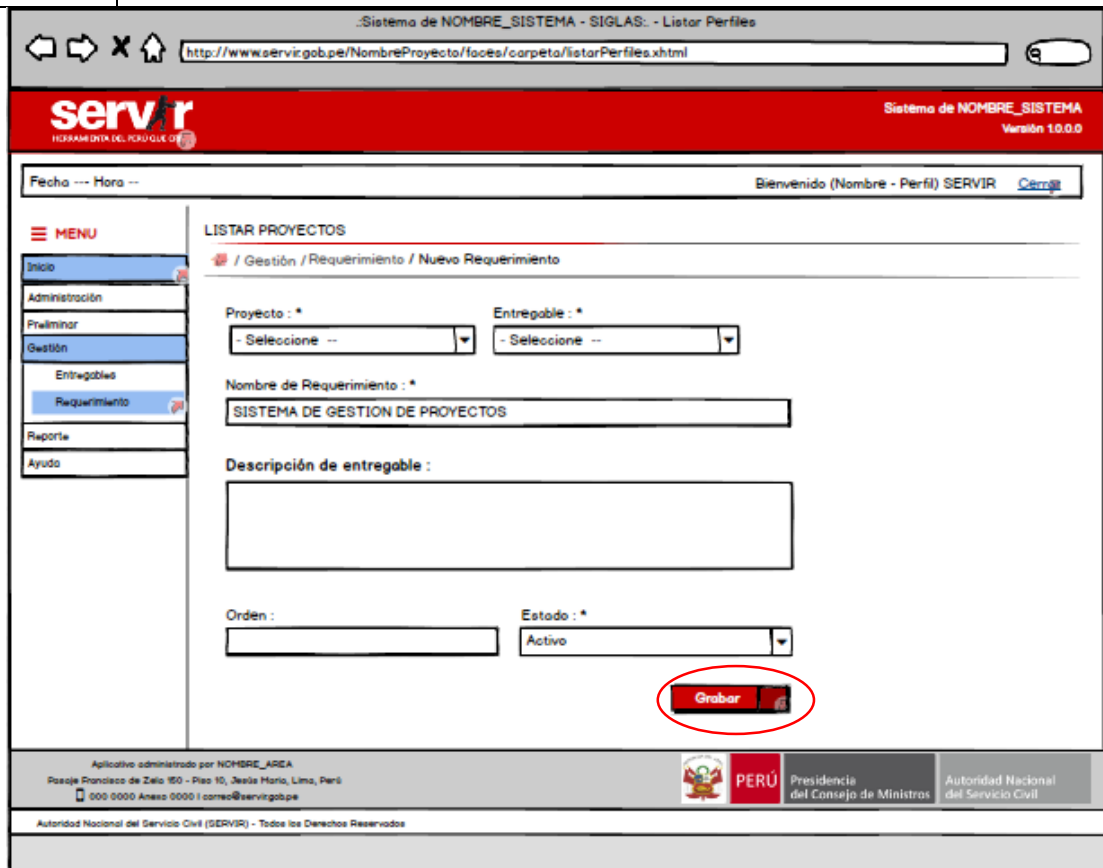 .:Sistema de NOMBRE_SISTEMA - SIGLAS:. - Listar Perfiles
http://www.servir.gob.pe/NombreProyecto/faces/carpeta/listarPerfiles.xhtml
servir
HERRAMIENTA DEL PERÚ QUE
Sistema de NOMBRE_SISTEMA
Versión 1.0.0.0
Fecha --- Hora --
Bienvenido (Nombre - Perfil) SERVIR
Cerrar
MENU
Inicio
Administración
Preliminar
Gestión
Entregables
Requerimiento
Reporte
Ayuda
LISTAR PROYECTOS
/ Gestión / Requerimiento / Nuevo Requerimiento
Proyecto : *
Entregable : *
- Seleccione --
- Seleccione --
Nombre de Requerimiento : *
SISTEMA DE GESTION DE PROYECTOS
Descripción de entregable :
Orden :
Estado : *
Activo
Grabar
Aplicativo administrado por NOMBRE_AREA
Pasaje Francisco de Zela 150 - Piso 10, Jesús María, Lima, Perú
000 0000 Anexo 0000 | correo@servir.gob.pe
PERÚ
Presidencia
del Consejo de Ministros
Autoridad Nacional
del Servicio Civil
Autoridad Nacional del Servicio Civil (SERVIR) - Todos los Derechos Reservados